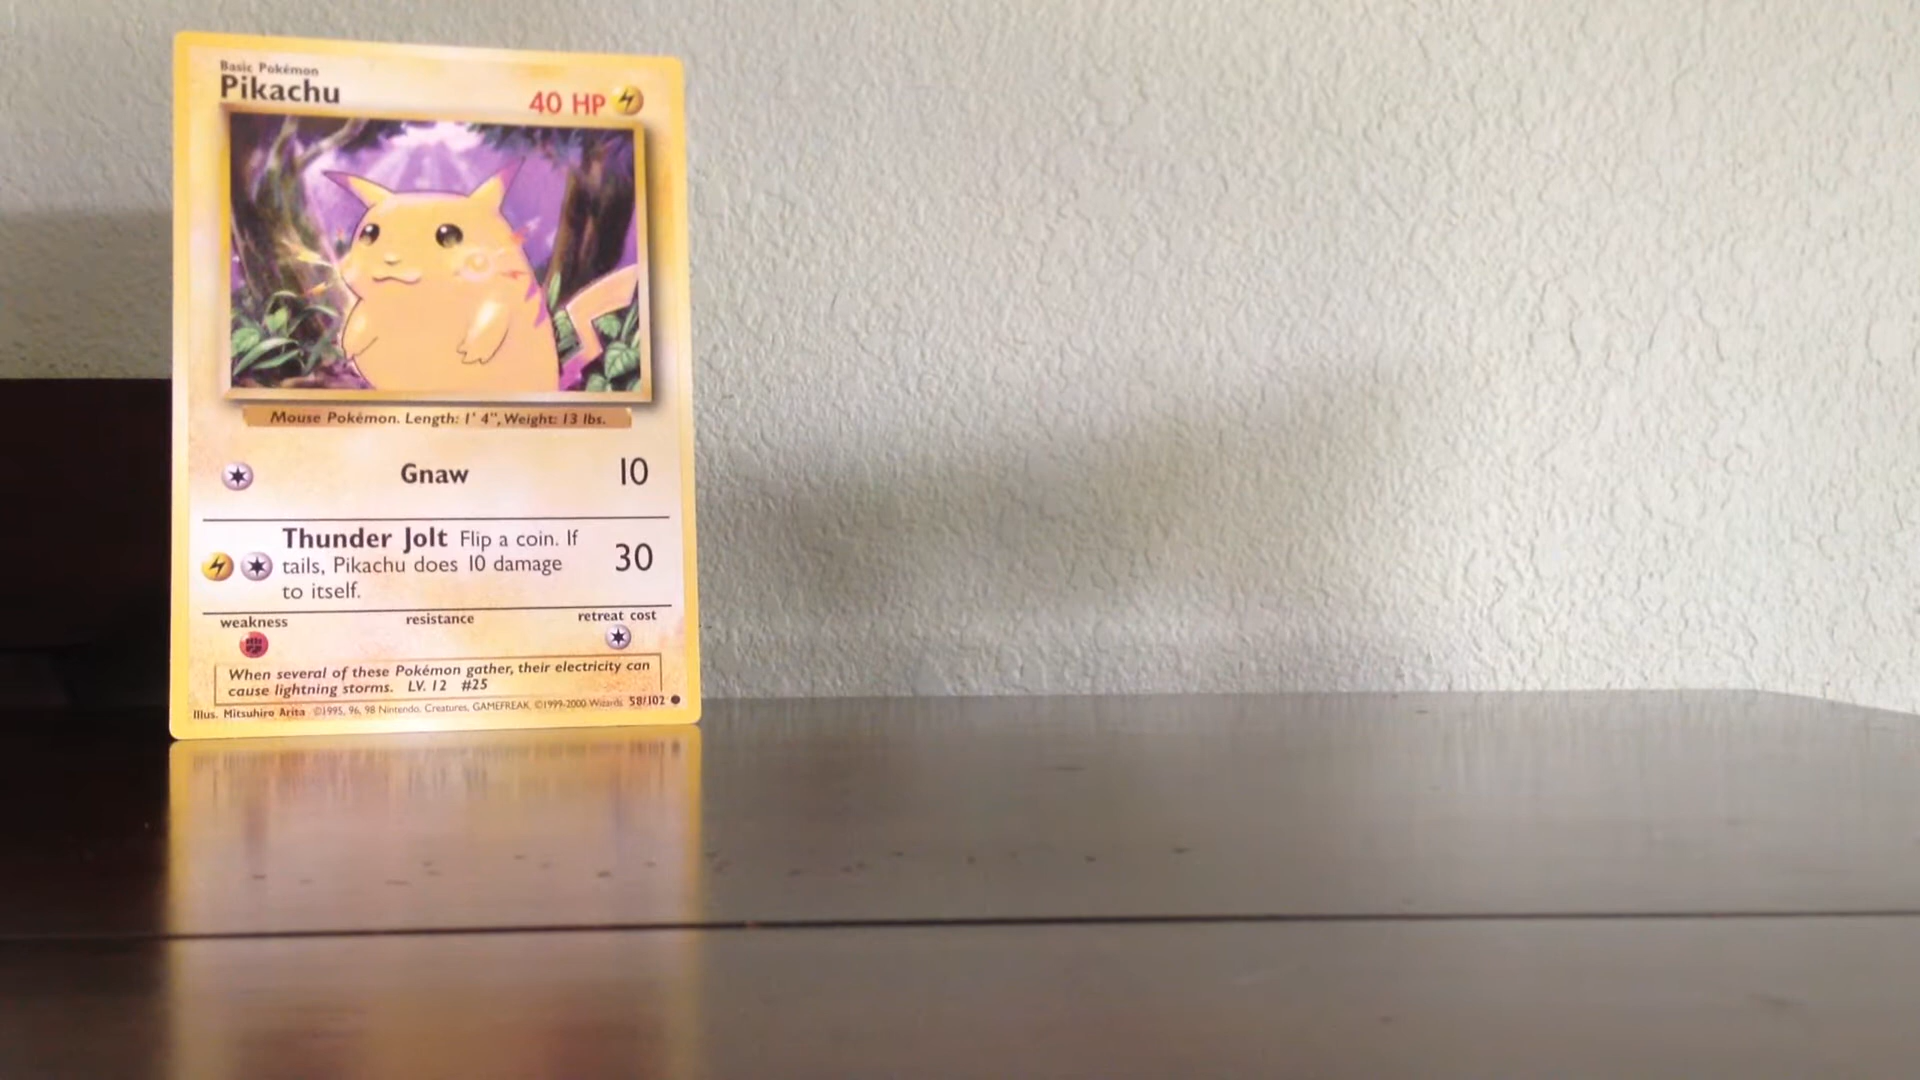 Basic Pokémon
Pikachu
40 HP
Mouse Pokémon. Length: 1' 4", Weight: 13 lbs.
Gnaw 10
Thunder Jolt Flip a coin. If
tails, Pikachu does 10 damage
to itself.
30
weakness resistance retreat cost
When several of these Pokémon gather, their electricity can
cause lightning storms. LV. 12 #25
Illus. Mitsuhiro Arita ©1995, 96, 98 Nintendo, Creatures, GAMEFREAK. ©1999-2000 Wizards. 58/102